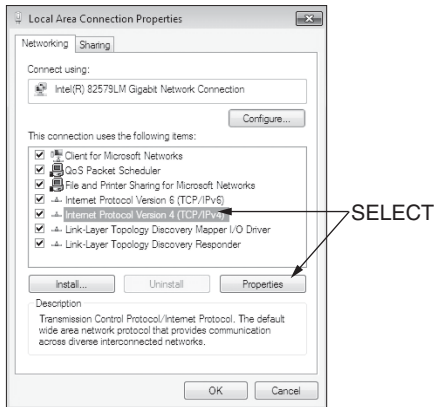 Local Area Connection Properties
Networking
Sharing
Connect using:
Intel(R) 82579LM Gigabit Network Connection
Configure...
This connection uses the following items:
Client for Microsoft Networks
QoS Packet Scheduler
File and Printer Sharing for Microsoft Networks
Internet Protocol Version 6 (TCP/IPv6)
Internet Protocol Version 4 (TCP/IPv4)
SELECT
Link-Layer Topology Discovery Mapper I/O Driver
Link-Layer Topology Discovery Responder
Install...
Uninstall
Properties
Description
Transmission Control Protocol/Internet Protocol. The default
wide area network protocol that provides communication
across diverse interconnected networks.
OK
Cancel